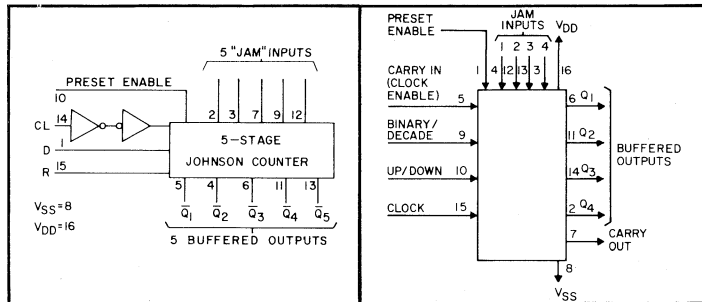 5 "JAM" INPUTS
PRESET ENABLE
10
2 3 7 9 12
CL 14
5-STAGE
JOHNSON COUNTER
D 1
R 15
5 4 6 11 13
Q̅1 Q̅2 Q̅3 Q̅4 Q̅5
VSS=8
VDD=16
5 BUFFERED OUTPUTS
PRESET
ENABLE
JAM
INPUTS
1 2 3 4
VDD
1 4 12 13 3 16
CARRY IN
(CLOCK
ENABLE)
5
6 Q1
BINARY/
DECADE
9
11 Q2
BUFFERED
OUTPUTS
UP/DOWN
10
14 Q3
CLOCK
15
2 Q4
7
CARRY
OUT
8
VSS